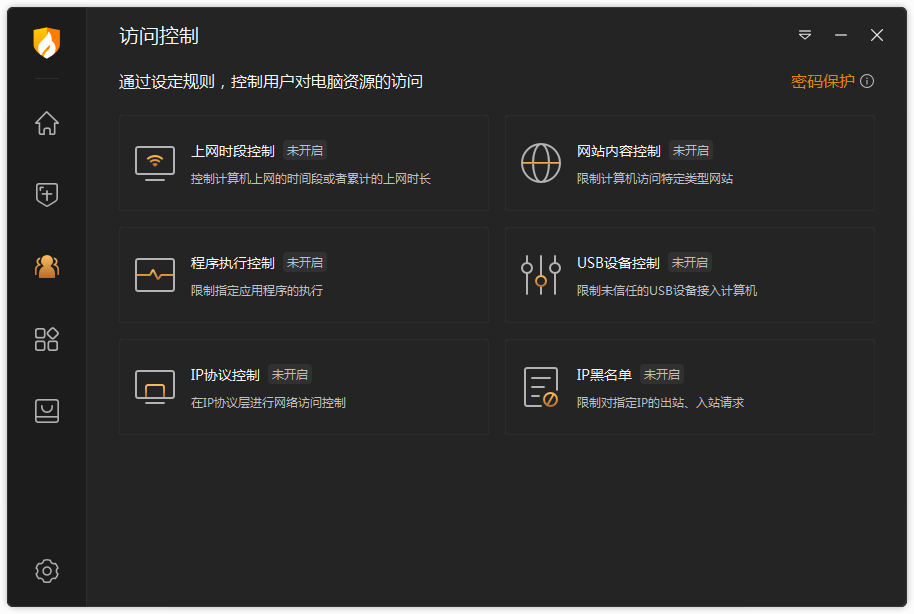 访问控制
通过设定规则，控制用户对电脑资源的访问
密码保护
上网时段控制 未开启
控制计算机上网的时间段或者累计的上网时长
网站内容控制 未开启
限制计算机访问特定类型网站
程序执行控制 未开启
限制指定应用程序的执行
USB设备控制 未开启
限制未信任的USB设备接入计算机
IP协议控制 未开启
在IP协议层进行网络访问控制
IP黑名单 未开启
限制对指定IP的出站、入站请求